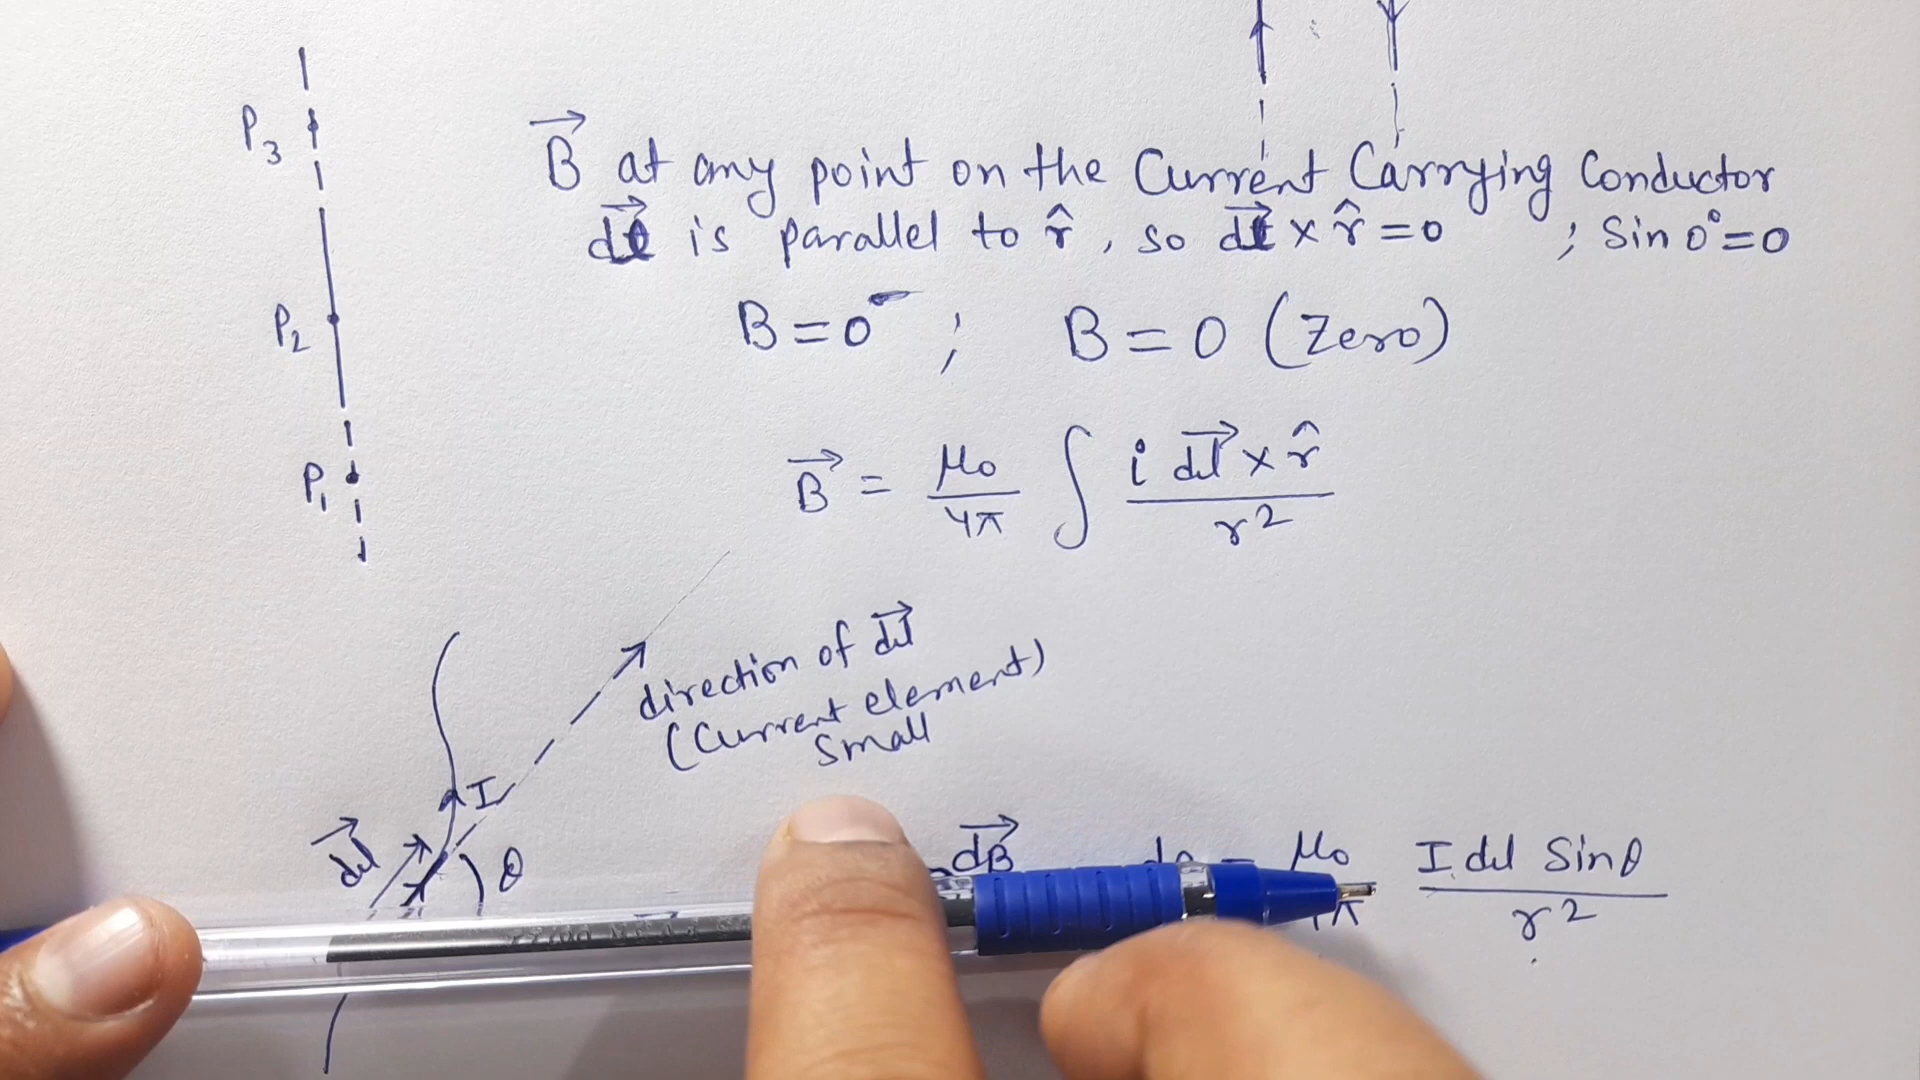 P₃
B⃗ at any point on the Current Carrying Conductor
dl⃗ is parallel to r̂, so dl⃗ × r̂ = 0 ; Sin 0° = 0
P₂
B = 0 ; B = 0 (Zero)
P₁
B⃗ = μ₀/4π ∫ i dl⃗ × r̂ / r²
direction of dl⃗
(Current element)
Small
I
dl⃗
θ
dB⃗
μ₀/4π I dl Sinθ / r²